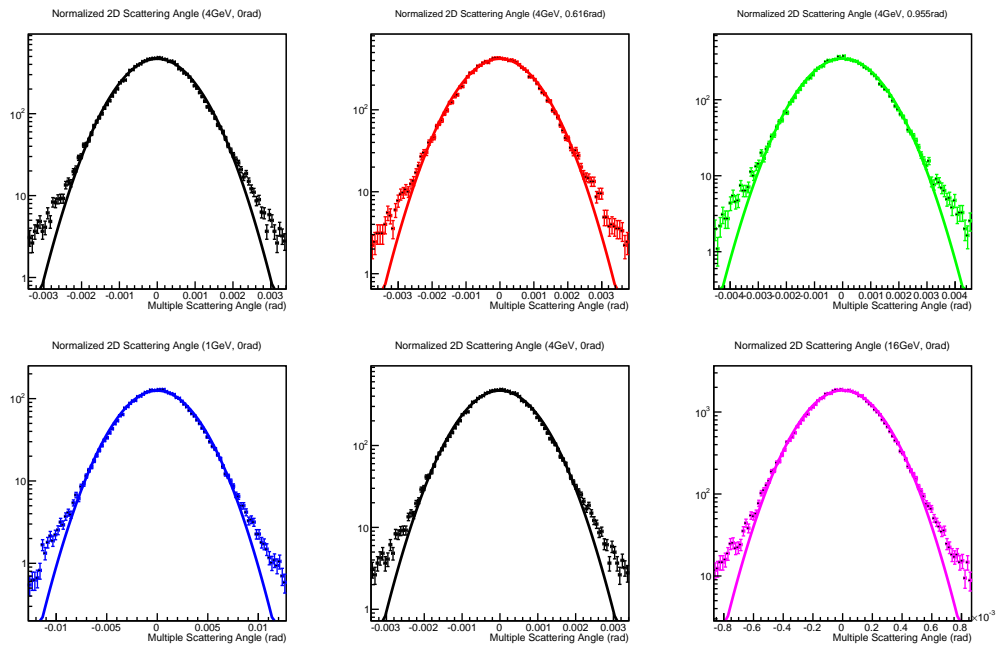 Normalized 2D Scattering Angle (4GeV, 0rad)
10²
10
1
-0.003 -0.002 -0.001 0 0.001 0.002 0.003
Multiple Scattering Angle (rad)
Normalized 2D Scattering Angle (4GeV, 0.616rad)
10²
10
1
-0.003 -0.002 -0.001 0 0.001 0.002 0.003
Multiple Scattering Angle (rad)
Normalized 2D Scattering Angle (4GeV, 0.955rad)
10²
10
1
-0.004 -0.003 -0.002 -0.001 0 0.001 0.002 0.003 0.004
Multiple Scattering Angle (rad)
Normalized 2D Scattering Angle (1GeV, 0rad)
10²
10
1
-0.01 -0.005 0 0.005 0.01
Multiple Scattering Angle (rad)
Normalized 2D Scattering Angle (4GeV, 0rad)
10²
10
1
-0.003 -0.002 -0.001 0 0.001 0.002 0.003
Multiple Scattering Angle (rad)
Normalized 2D Scattering Angle (16GeV, 0rad)
10³
10²
10
×10⁻³
-0.8 -0.6 -0.4 -0.2 0 0.2 0.4 0.6 0.8
Multiple Scattering Angle (rad)